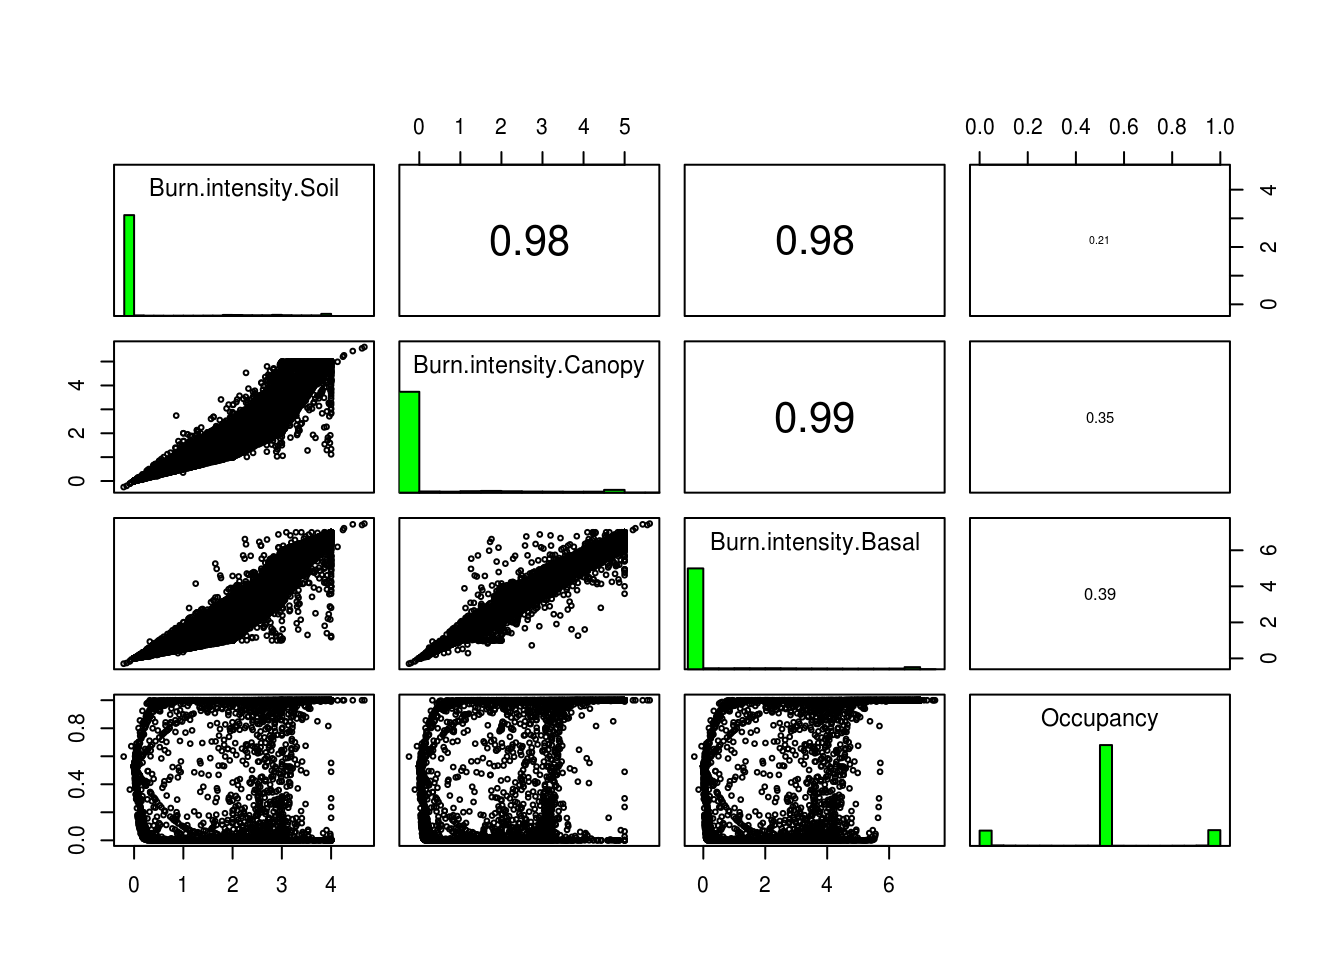 0 1 2 3 4 5
0.0 0.2 0.4 0.6 0.8 1.0
Burn.intensity.Soil
0.98
0.98
0.21
4
2
0
Burn.intensity.Canopy
0.99
0.35
4
2
0
Burn.intensity.Basal
0.39
6
4
2
0
Occupancy
0.8
0.4
0.0
0 1 2 3 4
0 2 4 6